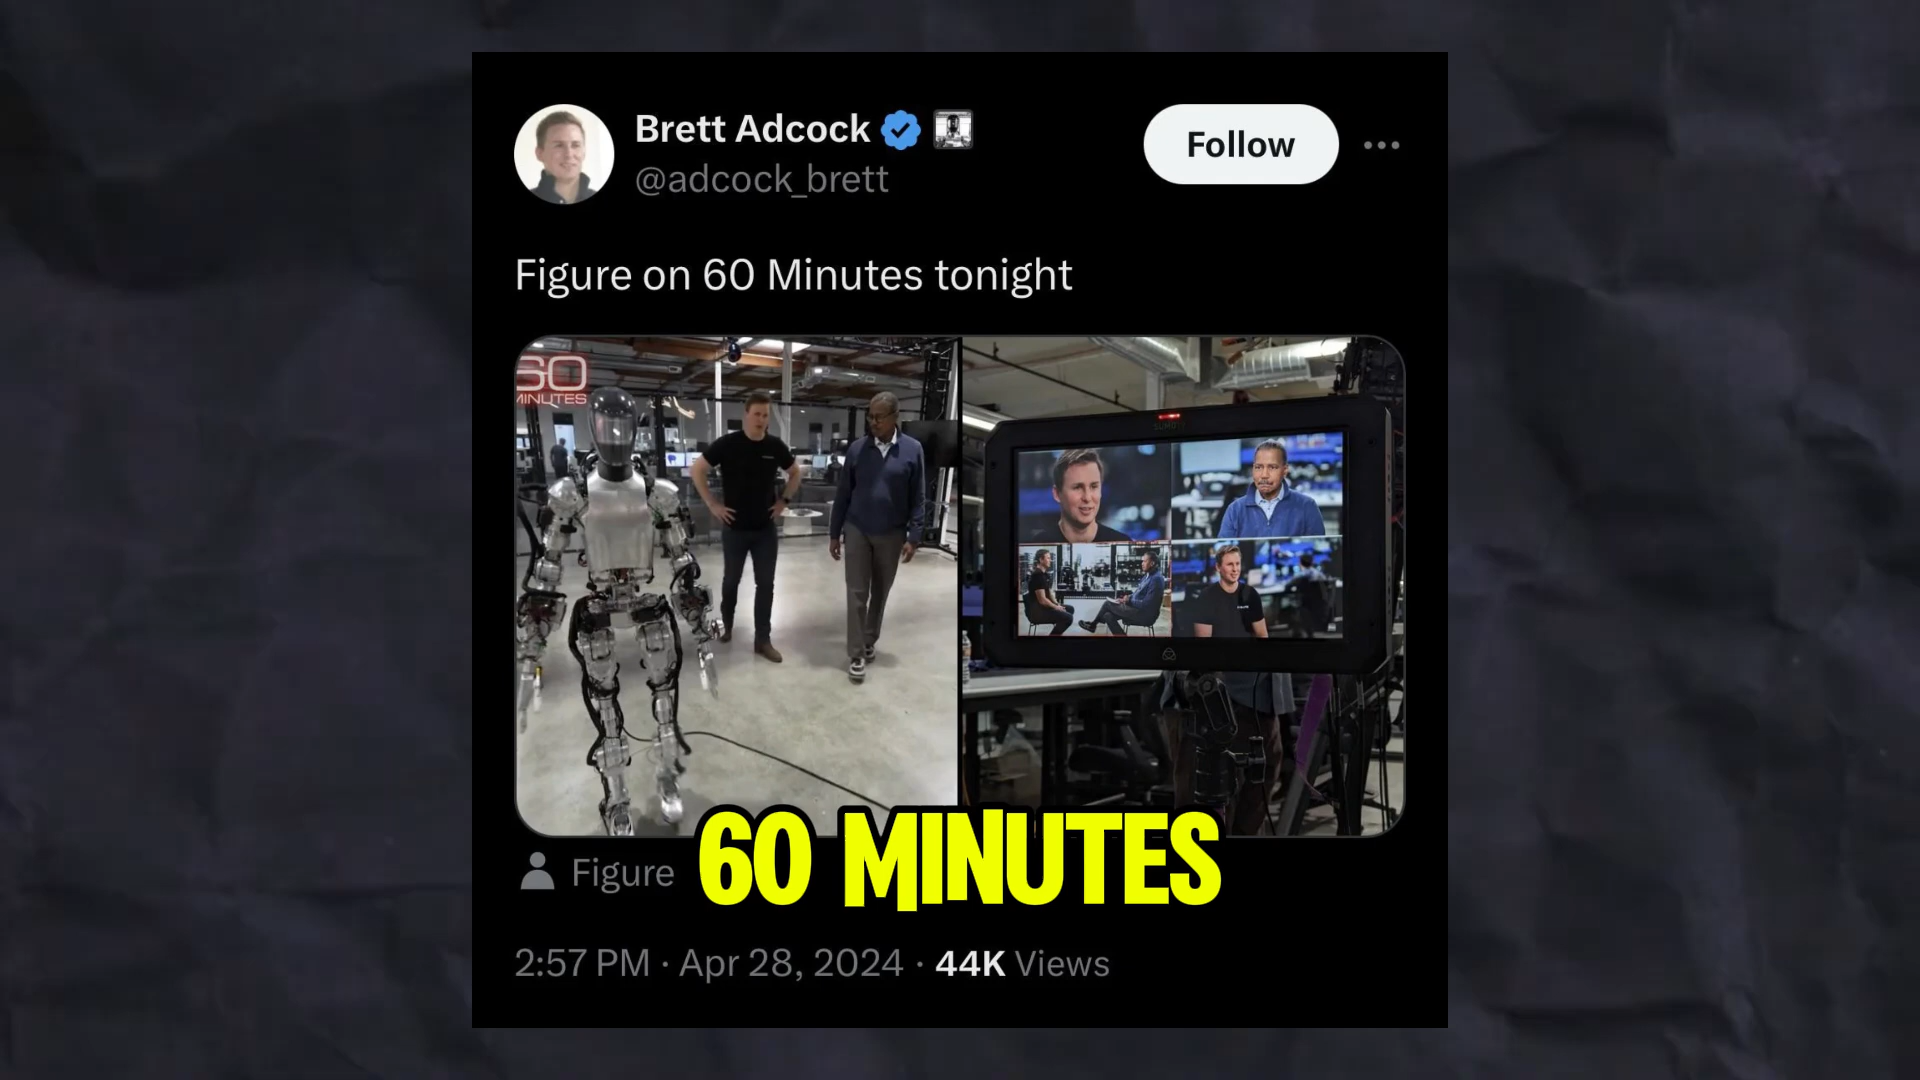 Brett Adcock
@adcock_brett
Follow
Figure on 60 Minutes tonight
60
MINUTES
Figure
60 MINUTES
2:57 PM · Apr 28, 2024 · 44K Views